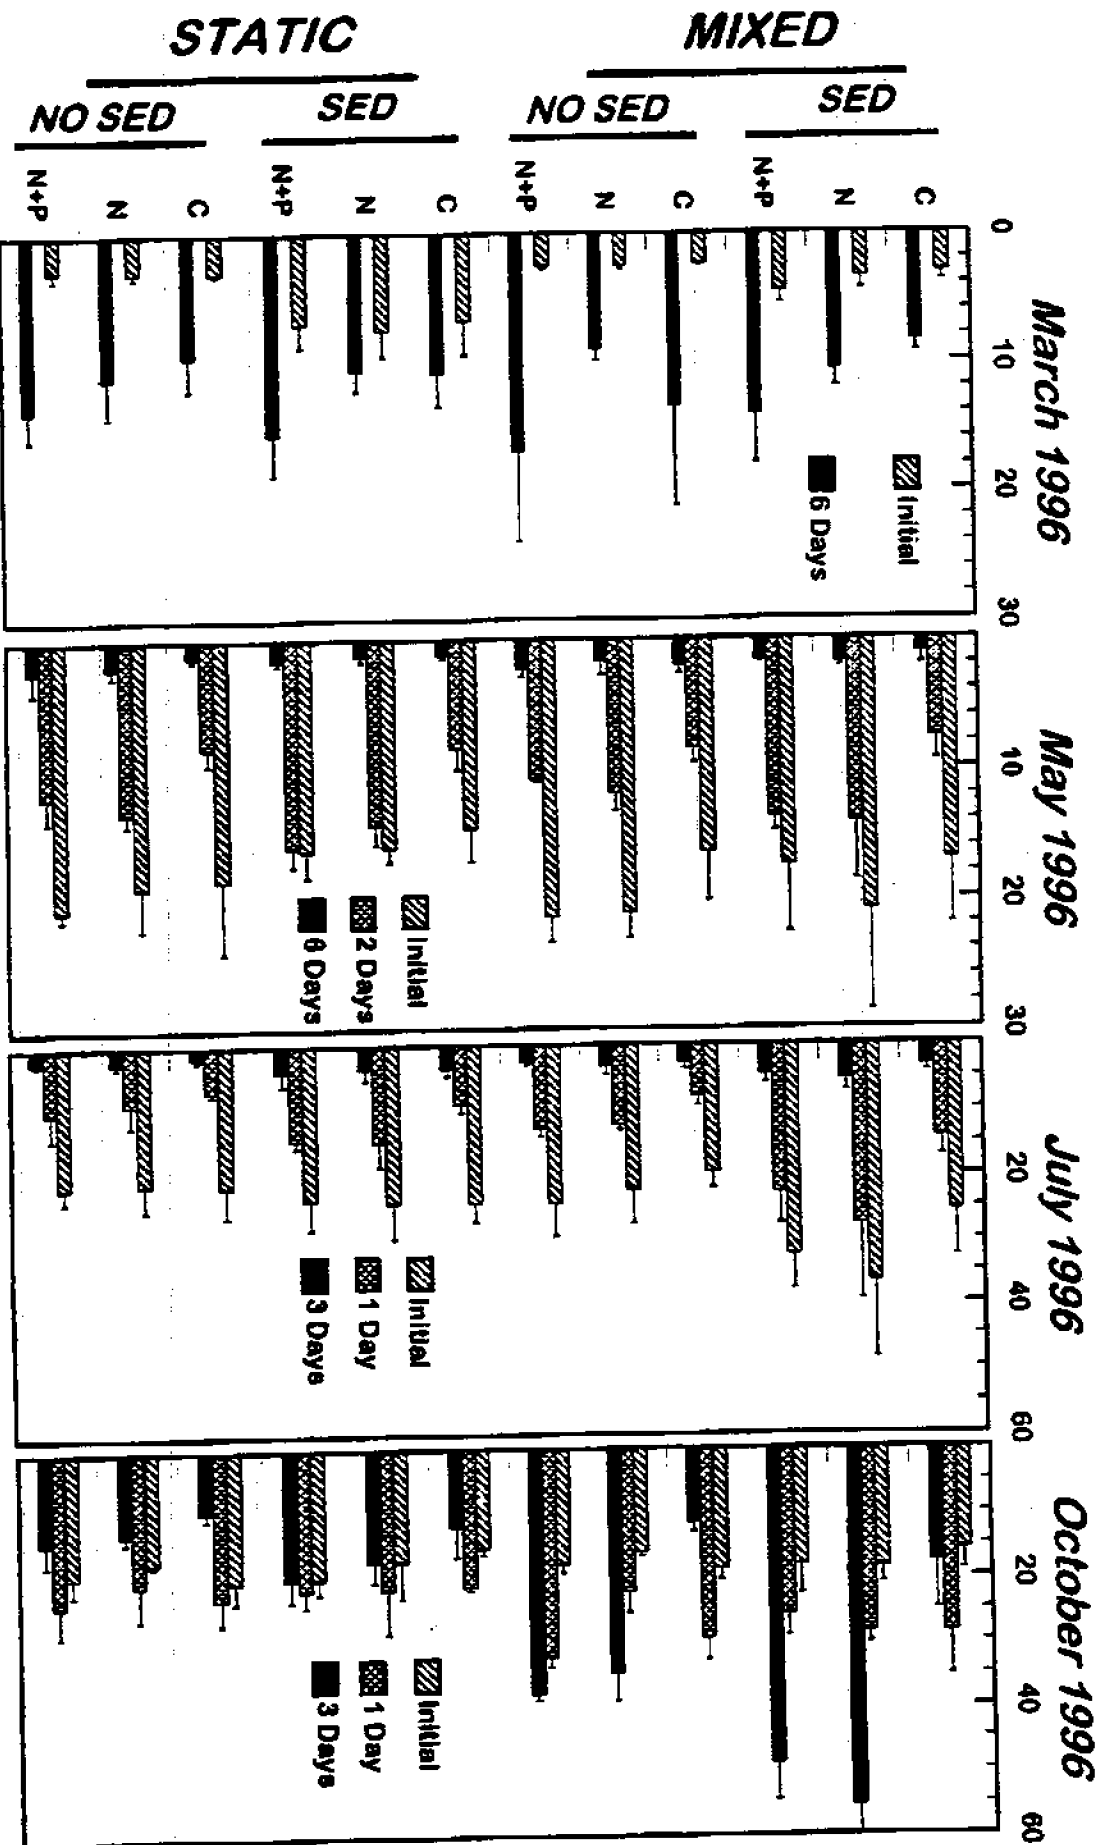 March 1996
0
10
20
30
Initial
6 Days
May 1996
10
20
30
Initial
2 Days
6 Days
July 1996
20
40
60
Initial
1 Day
3 Days
October 1996
20
40
60
Initial
1 Day
3 Days
C
N
N+P
C
N
N+P
C
N
N+P
C
N
N+P
SED
NO SED
SED
NO SED
MIXED
STATIC